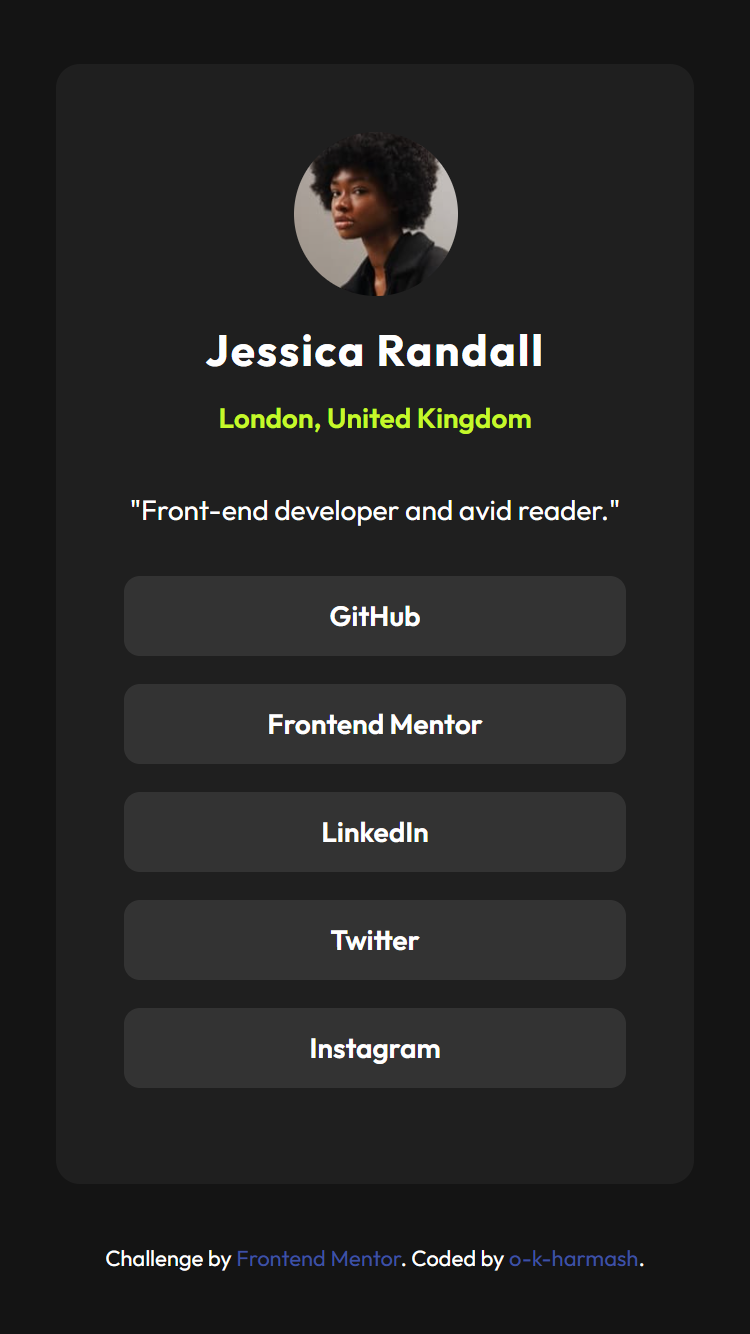 Jessica Randall
London, United Kingdom
"Front-end developer and avid reader."
GitHub
Frontend Mentor
LinkedIn
Twitter
Instagram
Challenge by Frontend Mentor. Coded by o-k-harmash.